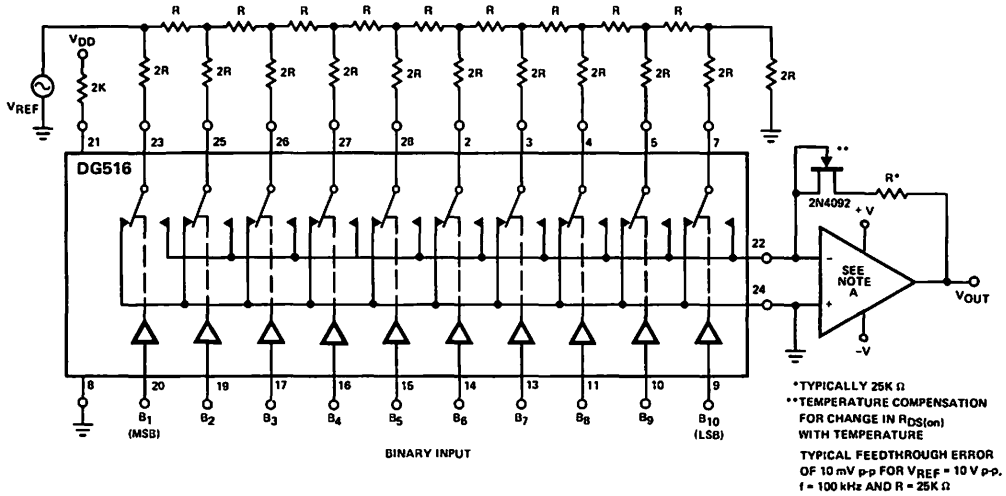 R R R R R R R R R
VDD
2K
VREF
2R 2R 2R 2R 2R 2R 2R 2R 2R 2R 2R
21 23 25 26 27 28 2 3 4 5 7
DG516
**
R*
2N4092
+V
22
24
−
+
SEE
NOTE
A
VOUT
−V
8 20 19 17 16 15 14 13 11 10 9
B1 B2 B3 B4 B5 B6 B7 B8 B9 B10
(MSB) (LSB)
BINARY INPUT
*TYPICALLY 25K Ω
**TEMPERATURE COMPENSATION
FOR CHANGE IN RDS(on)
WITH TEMPERATURE
TYPICAL FEEDTHROUGH ERROR
OF 10 mV p-p FOR VREF = 10 V p-p,
f = 100 kHz AND R = 25K Ω